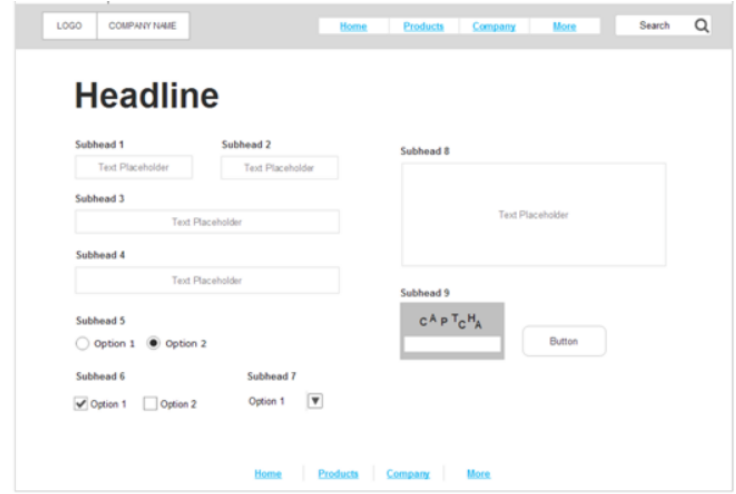 LOGO COMPANY NAME Home Products Company More Search
Headline
Subhead 1 Subhead 2
Text Placeholder Text Placeholder
Subhead 3
Text Placeholder
Subhead 4
Text Placeholder
Subhead 5
Option 1 Option 2
Subhead 6 Subhead 7
Option 1 Option 2 Option 1
Subhead 8
Text Placeholder
Subhead 9
CAPTCHA
Button
Home Products Company More